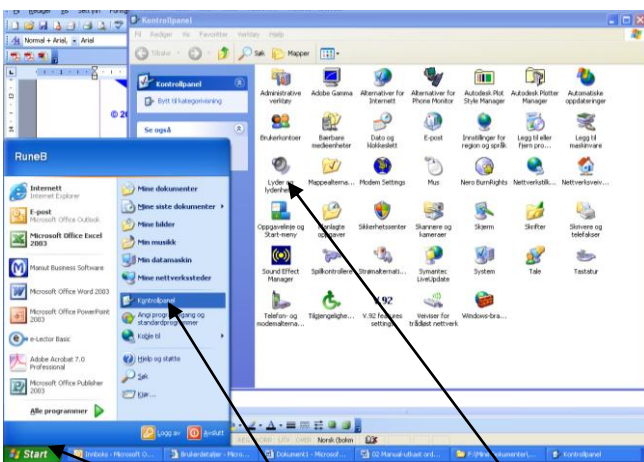 Kontrollpanel
Fil Rediger Vis Favoritter Verktøy Hjelp
Normal + Arial, Arial
Tilbake Søk Mapper
Kontrollpanel
Bytt til kategorivisning
Se også
Administrative verktøy
Adobe Gamma
Alternativer for Internett
Alternativer for Phone Monitor
Autodesk Plot Style Manager
Autodesk Plotter Manager
Automatiske oppdateringer
Brukerkontoer
Bærbare medieenheter
Dato og klokkeslett
E-post
Innstillinger for region og språk
Legg til eller fjern pro...
Legg til maskinvare
Lyder og lydenheter
Mappealterna...
Modem Settings
Mus
Nero BurnRights
Nettverkstilk...
Nettverksveiv...
Oppgavelinje og Start-meny
Planlagte oppgaver
Sikkerhetssenter
Skannere og kameraer
Skjerm
Skrifter
Skrivere og telefakser
Sound Effect Manager
Spillkontrollere
Strømalternati...
Symantec LiveUpdate
System
Tale
Tastatur
Telefon- og modemalterna...
Tilgjengelighe...
V.92 features settings
Veiviser for trådløst nettverk
Windows-bra...
RuneB
Internett
Internet Explorer
E-post
Microsoft Office Outlook
Microsoft Office Excel 2003
Mamut Business Software
Microsoft Office Word 2003
Microsoft Office PowerPoint 2003
e-Lector Basic
Adobe Acrobat 7.0 Professional
Microsoft Office Publisher 2003
Alle programmer
Mine dokumenter
Mine siste dokumenter
Mine bilder
Min musikk
Min datamaskin
Mine nettverkssteder
Kontrollpanel
Angi programtilgang og standardprogrammer
Koble til
Hjelp og støtte
Søk
Kjør...
Logg av Avslutt
Norsk (bokm
Start
Innboks - Microsoft O...
Brukerdetaljer - Micro...
Dokument1 - Microsof...
02 Manual-utkast ord...
Kontrollpanel